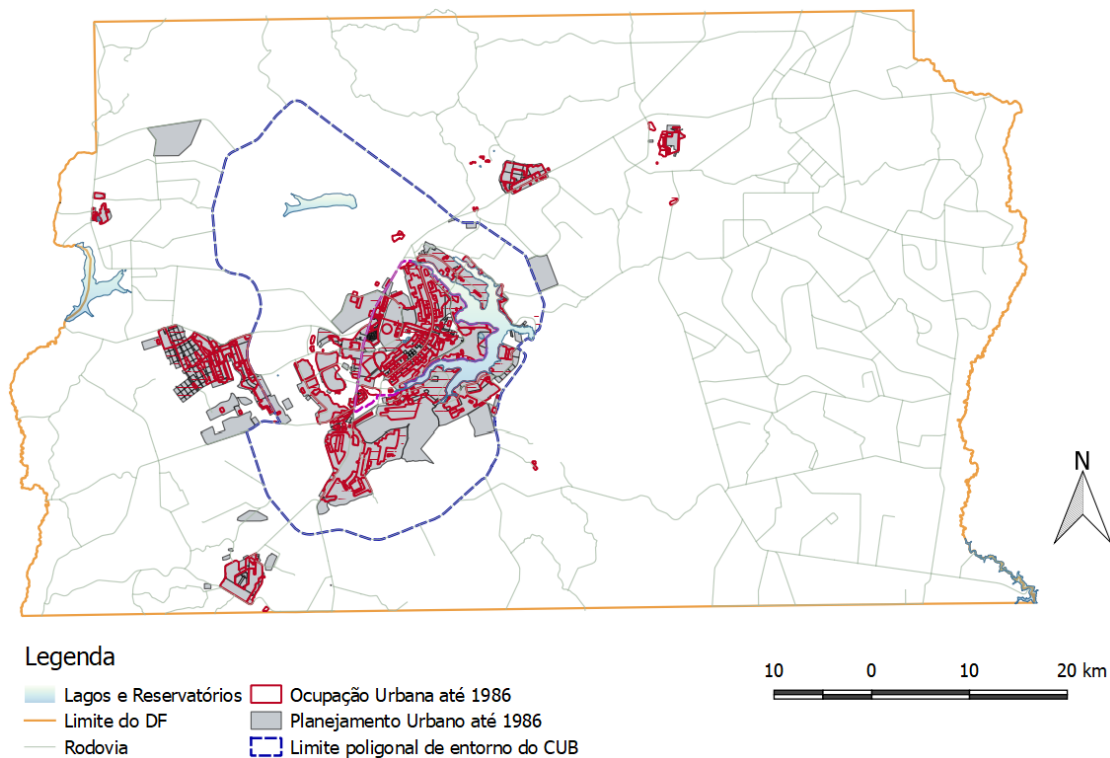 N
Legenda
Lagos e Reservatórios
Limite do DF
Rodovia
Ocupação Urbana até 1986
Planejamento Urbano até 1986
Limite poligonal de entorno do CUB
10 0 10 20 km